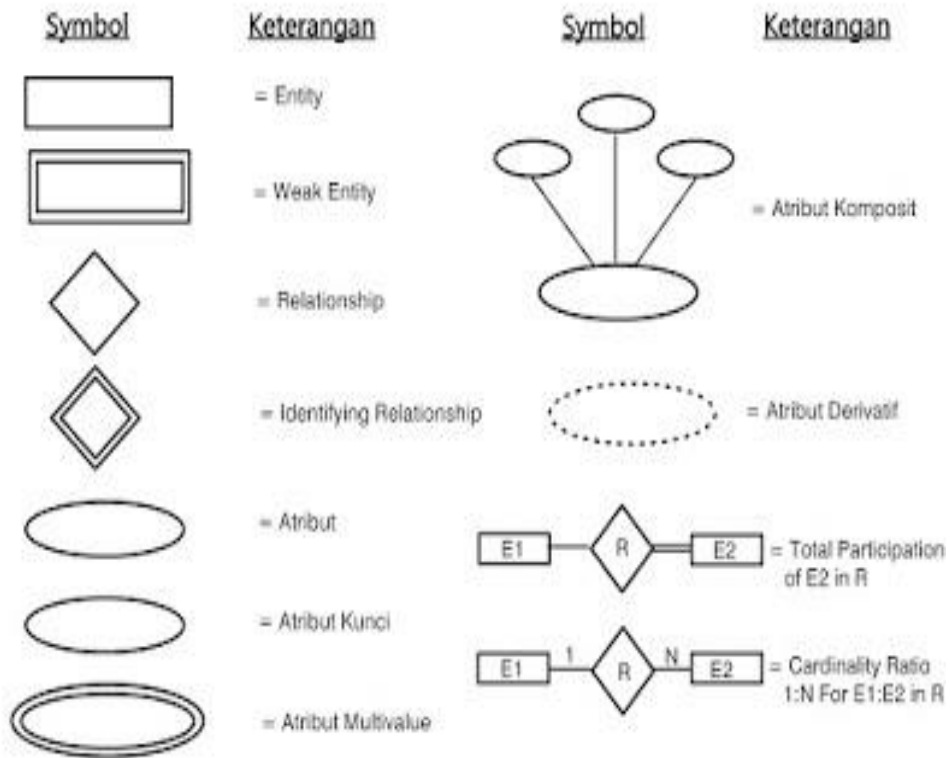 Symbol
Keterangan
= Entity
= Weak Entity
= Relationship
= Identifying Relationship
= Atribut
= Atribut Kunci
= Atribut Multivalue
Symbol
Keterangan
= Atribut Komposit
= Atribut Derivatif
E1 R E2 = Total Participation
of E2 in R
E1 1 R N E2 = Cardinality Ratio
1:N For E1:E2 in R